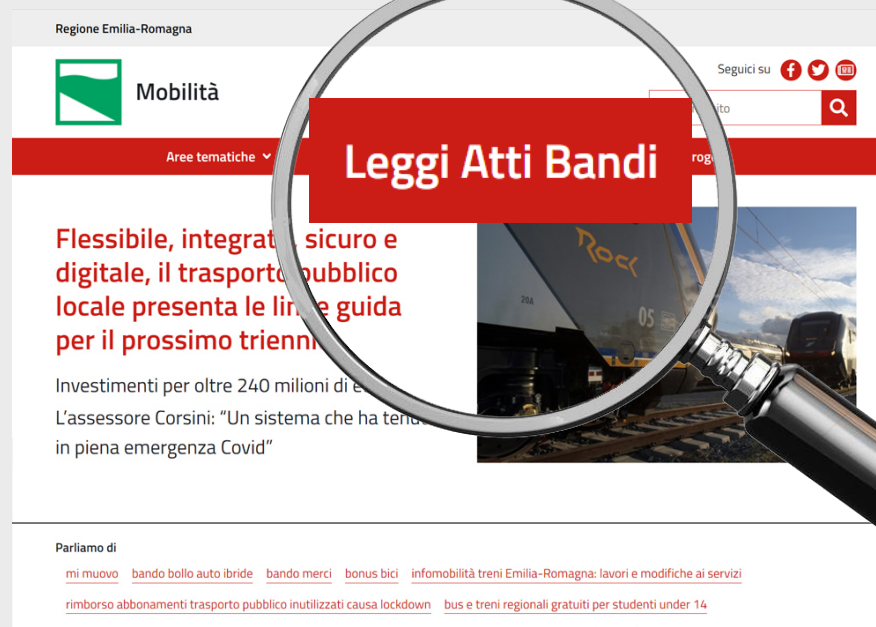 Regione Emilia-Romagna
Mobilità
Seguici su
Aree tematiche
Leggi Atti Bandi
Flessibile, integrat sicuro e
digitale, il trasporto pubblico
locale presenta le lin e guida
per il prossimo trienni
Investimenti per oltre 240 milioni di e
L'assessore Corsini: “Un sistema che ha tenu
in piena emergenza Covid”
Rock
20A
05
Parliamo di
mi muovo bando bollo auto ibride bando merci bonus bici infomobilità treni Emilia-Romagna: lavori e modifiche ai servizi
rimborso abbonamenti trasporto pubblico inutilizzati causa lockdown bus e treni regionali gratuiti per studenti under 14